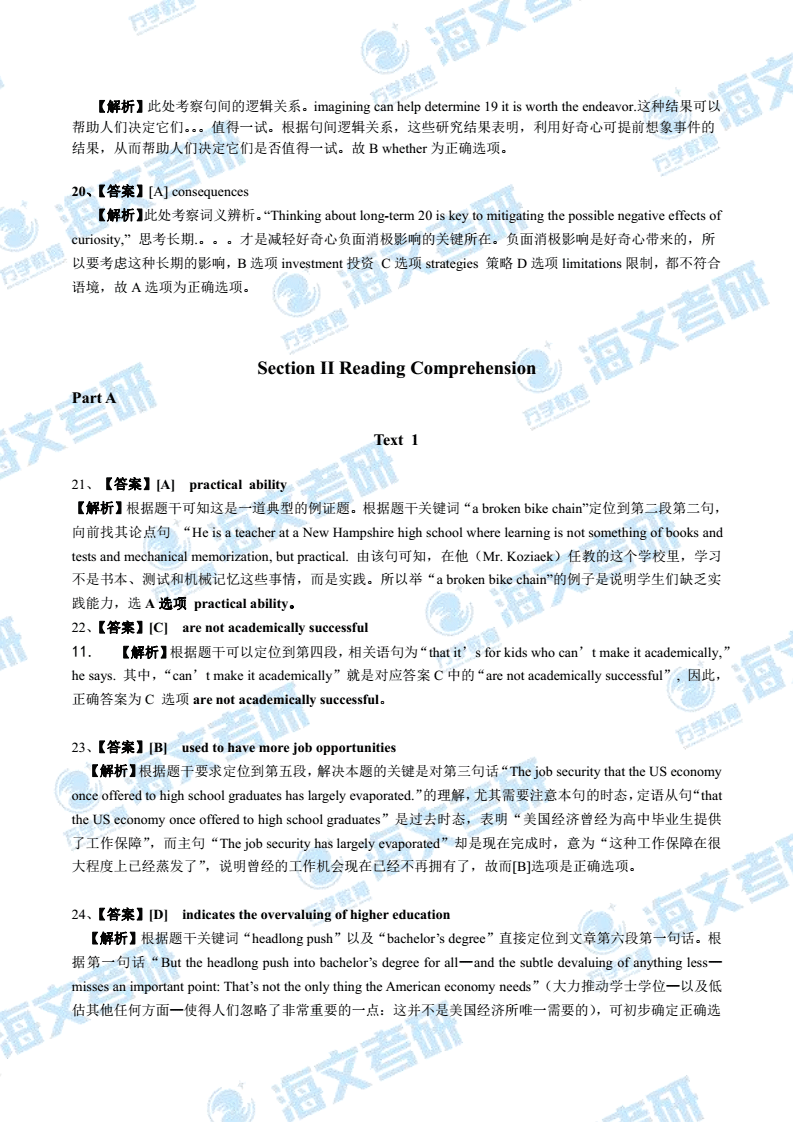 【解析】此处考察句间的逻辑关系。imagining can help determine 19 it is worth the endeavor.这种结果可以
帮助人们决定它们。。。值得一试。根据句间逻辑关系，这些研究结果表明，利用好奇心可提前想象事件的
结果，从而帮助人们决定它们是否值得一试。故 B whether 为正确选项。
20、【答案】[A] consequences
【解析】此处考察词义辨析。“Thinking about long-term 20 is key to mitigating the possible negative effects of
curiosity,” 思考长期.。。。才是减轻好奇心负面消极影响的关键所在。负面消极影响是好奇心带来的，所
以要考虑这种长期的影响，B 选项 investment 投资 C 选项 strategies 策略 D 选项 limitations 限制，都不符合
语境，故 A 选项为正确选项。
Section II Reading Comprehension
Part A
Text 1
21、【答案】[A] practical ability
【解析】根据题干可知这是一道典型的例证题。根据题干关键词“a broken bike chain”定位到第二段第二句，
向前找其论点句 “He is a teacher at a New Hampshire high school where learning is not something of books and
tests and mechanical memorization, but practical. 由该句可知，在他（Mr. Koziaek）任教的这个学校里，学习
不是书本、测试和机械记忆这些事情，而是实践。所以举“a broken bike chain”的例子是说明学生们缺乏实
践能力，选 A 选项 practical ability。
22、【答案】[C] are not academically successful
11. 【解析】根据题干可以定位到第四段，相关语句为“that it’s for kids who can’t make it academically,”
he says. 其中，“can’t make it academically”就是对应答案 C 中的“are not academically successful”, 因此，
正确答案为 C 选项 are not academically successful。
23、【答案】[B] used to have more job opportunities
【解析】根据题干要求定位到第五段，解决本题的关键是对第三句话“The job security that the US economy
once offered to high school graduates has largely evaporated.”的理解，尤其需要注意本句的时态，定语从句“that
the US economy once offered to high school graduates”是过去时态，表明“美国经济曾经为高中毕业生提供
了工作保障”，而主句“The job security has largely evaporated”却是现在完成时，意为“这种工作保障在很
大程度上已经蒸发了”，说明曾经的工作机会现在已经不再拥有了，故而[B]选项是正确选项。
24、【答案】[D] indicates the overvaluing of higher education
【解析】根据题干关键词“headlong push”以及“bachelor’s degree”直接定位到文章第六段第一句话。根
据第一句话“But the headlong push into bachelor’s degree for all—and the subtle devaluing of anything less—
misses an important point: That’s not the only thing the American economy needs”（大力推动学士学位—以及低
估其他任何方面—使得人们忽略了非常重要的一点：这并不是美国经济所唯一需要的），可初步确定正确选